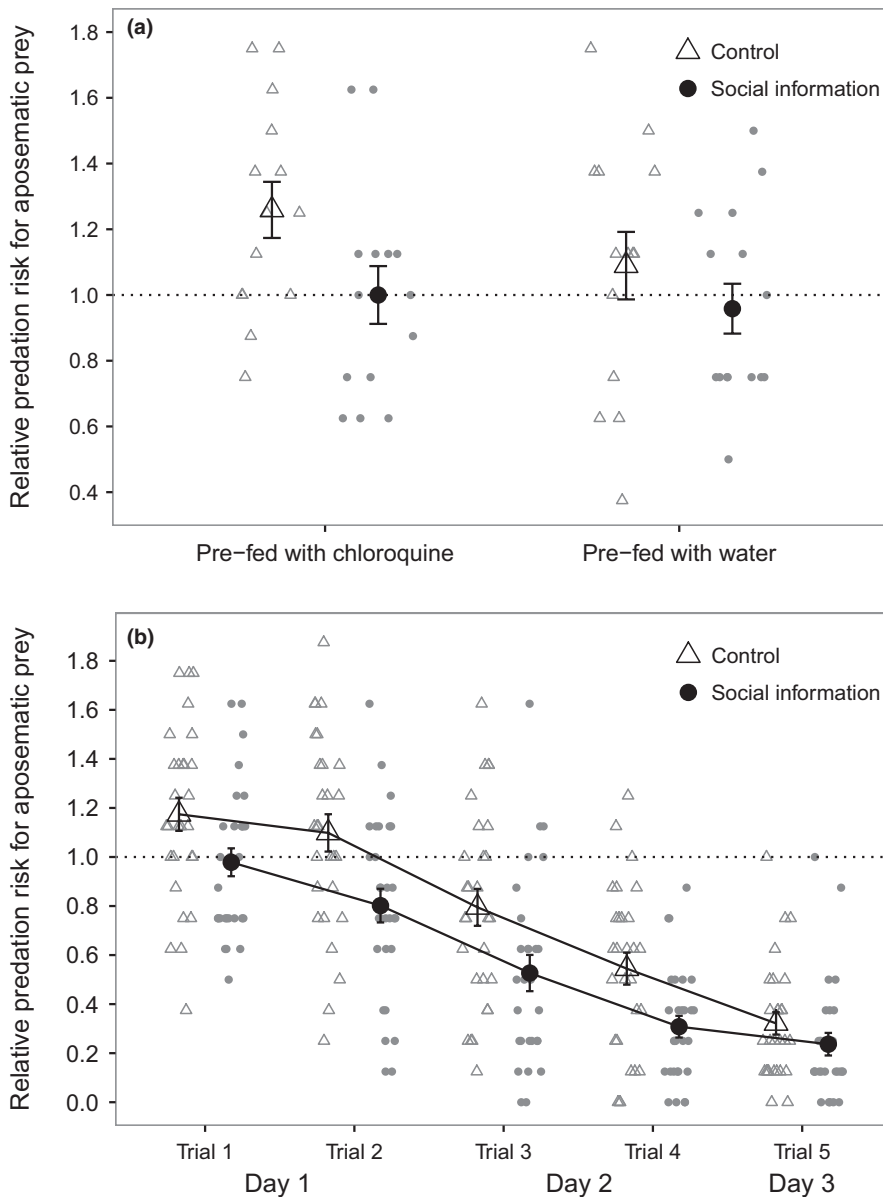 (a)
Control
Social information
Relative predation risk for aposematic prey
1.8
1.6
1.4
1.2
1.0
0.8
0.6
0.4
Pre−fed with chloroquine
Pre−fed with water
(b)
Control
Social information
Relative predation risk for aposematic prey
1.8
1.6
1.4
1.2
1.0
0.8
0.6
0.4
0.2
0.0
Trial 1 Trial 2 Trial 3 Trial 4 Trial 5
Day 1 Day 2 Day 3